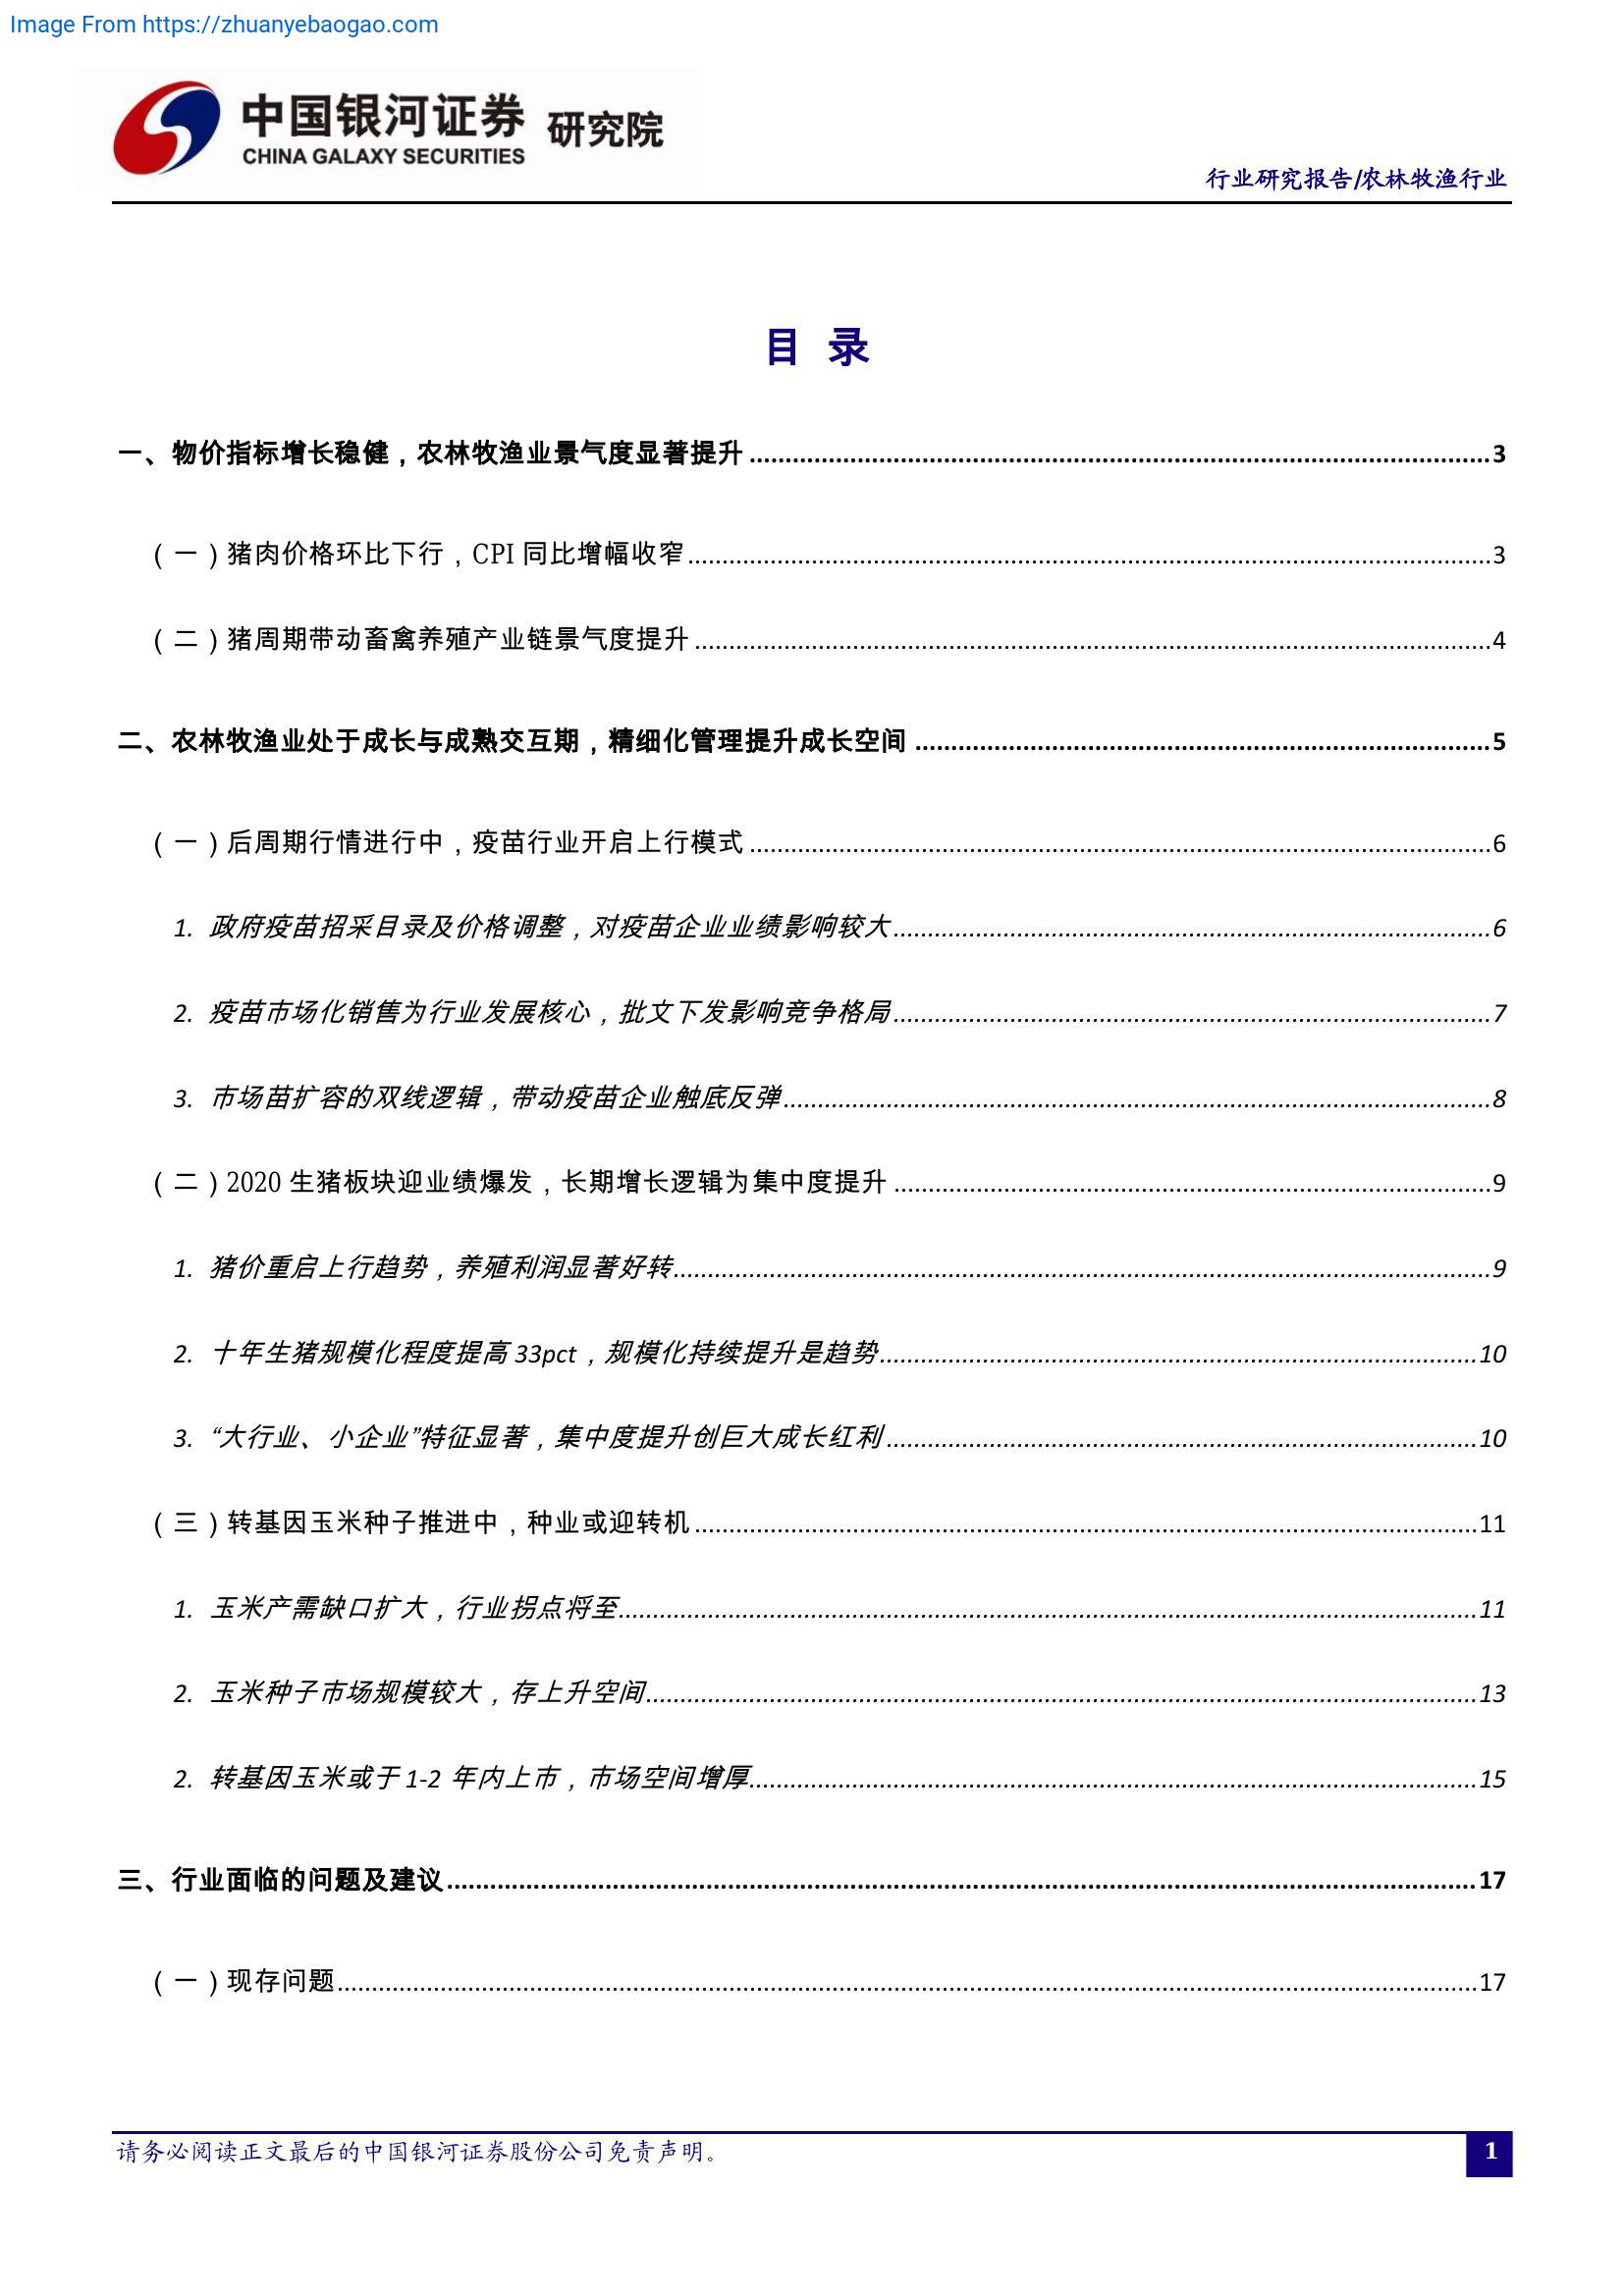 Image From https://zhuanyebaogao.com
中国银河证券 研究院
CHINA GALAXY SECURITIES
行业研究报告/农林牧渔行业
目 录
一、物价指标增长稳健，农林牧渔业景气度显著提升 3
（一）猪肉价格环比下行，CPI 同比增幅收窄 3
（二）猪周期带动畜禽养殖产业链景气度提升 4
二、农林牧渔业处于成长与成熟交互期，精细化管理提升成长空间 5
（一）后周期行情进行中，疫苗行业开启上行模式 6
1. 政府疫苗招采目录及价格调整，对疫苗企业业绩影响较大 6
2. 疫苗市场化销售为行业发展核心，批文下发影响竞争格局 7
3. 市场苗扩容的双线逻辑，带动疫苗企业触底反弹 8
（二）2020 生猪板块迎业绩爆发，长期增长逻辑为集中度提升 9
1. 猪价重启上行趋势，养殖利润显著好转 9
2. 十年生猪规模化程度提高 33pct，规模化持续提升是趋势 10
3. “大行业、小企业”特征显著，集中度提升创巨大成长红利 10
（三）转基因玉米种子推进中，种业或迎转机 11
1. 玉米产需缺口扩大，行业拐点将至 11
2. 玉米种子市场规模较大，存上升空间 13
2. 转基因玉米或于 1-2 年内上市，市场空间增厚 15
三、行业面临的问题及建议 17
（一）现存问题 17
请务必阅读正文最后的中国银河证券股份公司免责声明。
1